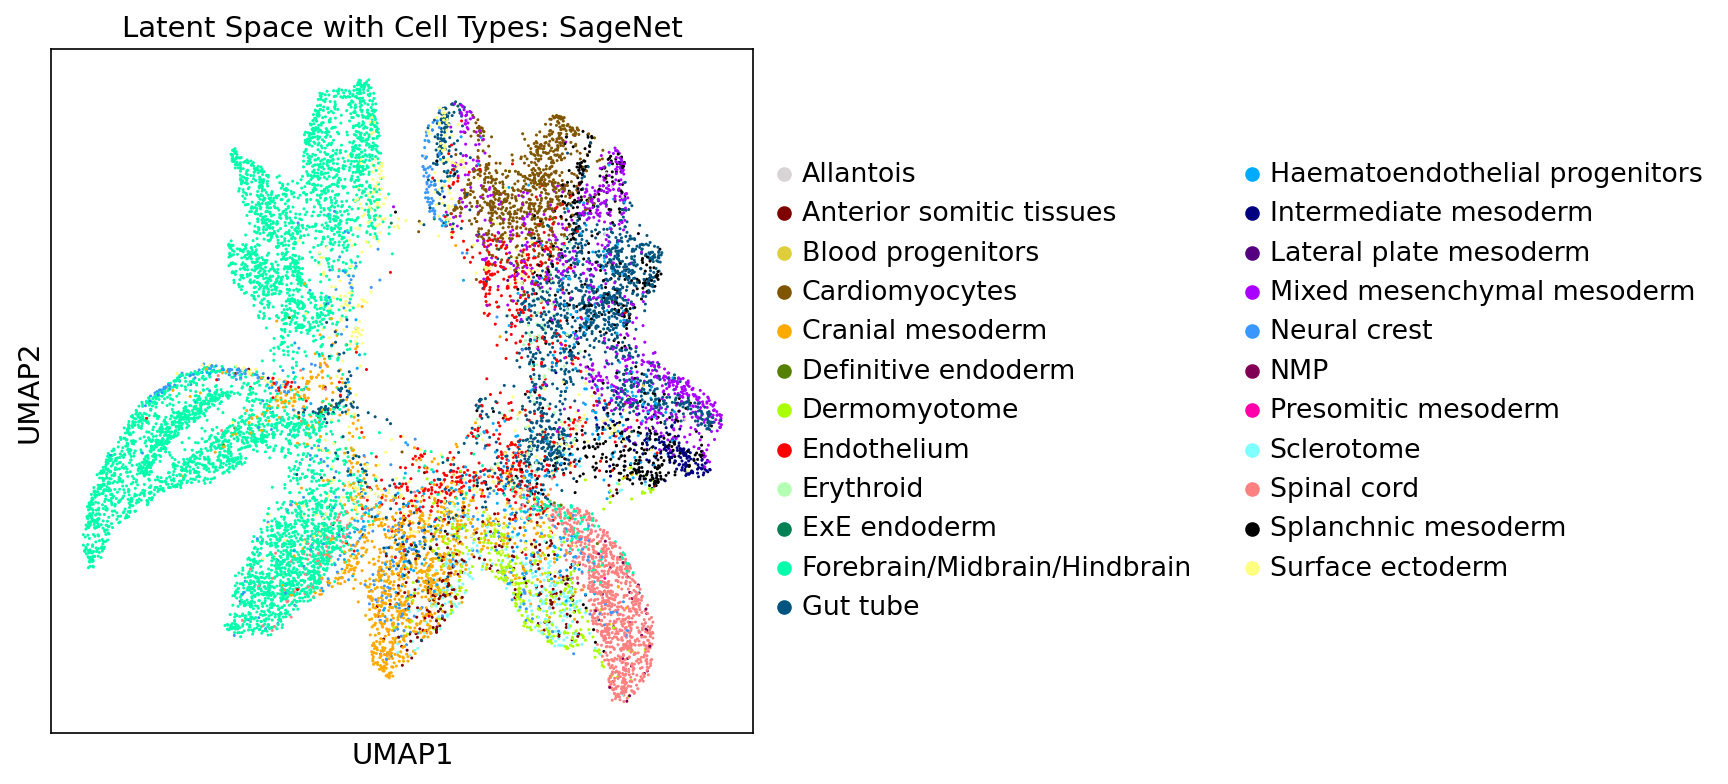 Latent Space with Cell Types: SageNet
UMAP2
UMAP1
Allantois
Anterior somitic tissues
Blood progenitors
Cardiomyocytes
Cranial mesoderm
Definitive endoderm
Dermomyotome
Endothelium
Erythroid
ExE endoderm
Forebrain/Midbrain/Hindbrain
Gut tube
Haematoendothelial progenitors
Intermediate mesoderm
Lateral plate mesoderm
Mixed mesenchymal mesoderm
Neural crest
NMP
Presomitic mesoderm
Sclerotome
Spinal cord
Splanchnic mesoderm
Surface ectoderm